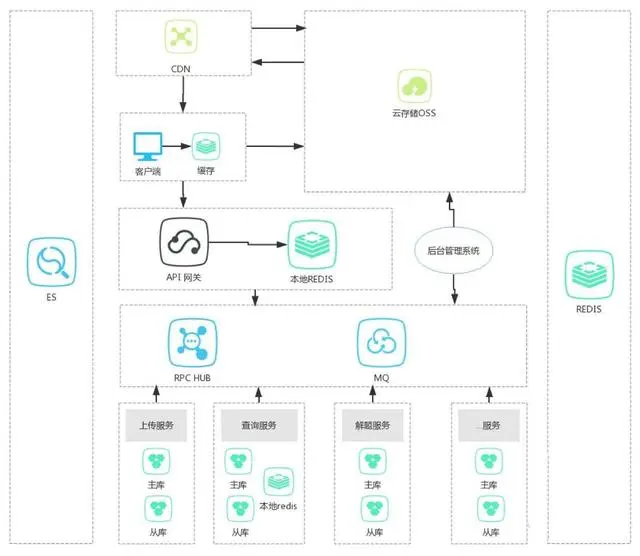 CDN
云存储OSS
客户端
缓存
API 网关
本地REDIS
后台管理系统
ES
REDIS
RPC HUB
MQ
上传服务
查询服务
解题服务
...服务
主库
主库
主库
主库
本地redis
从库
从库
从库
从库